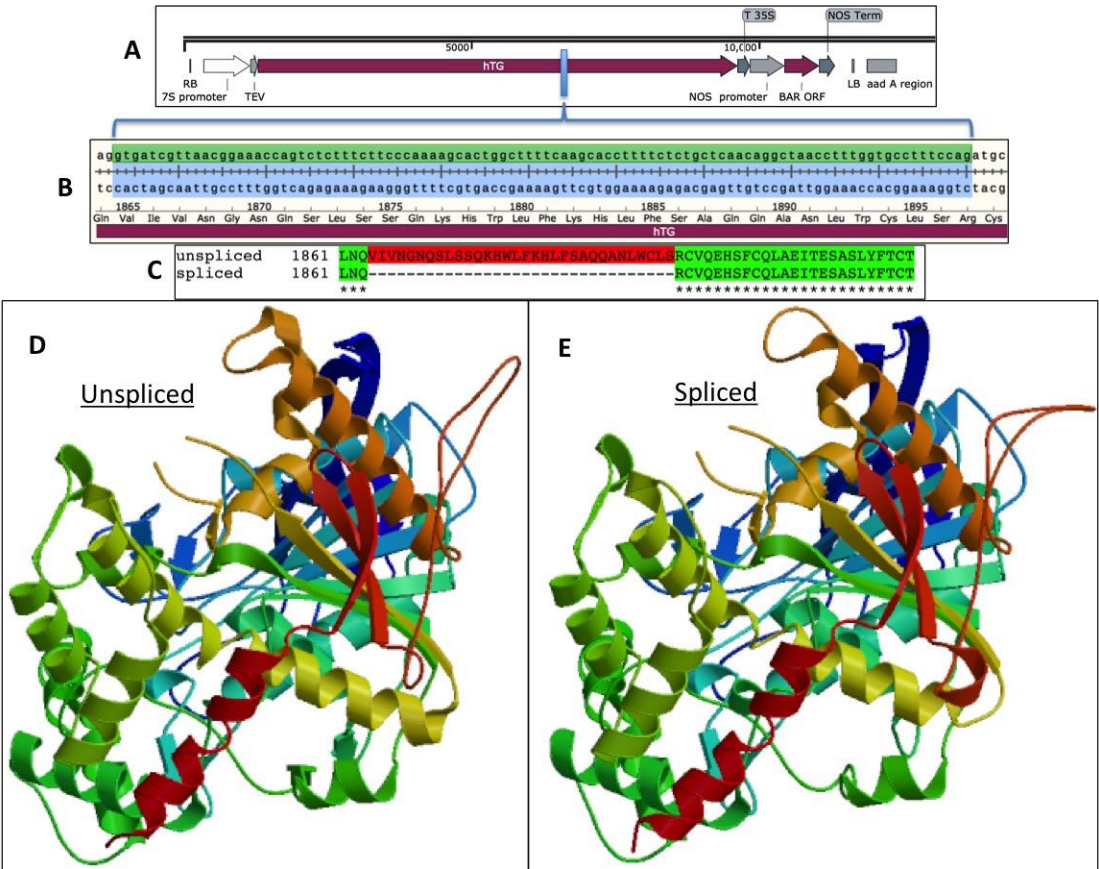 A
T 35S NOS Term
5000 10,000
hTG
RB LB aad A region
7S promoter TEV NOS promoter BAR ORF
B
aggtgatcgttaacggaaaccagtctctttcttcccaaaagcactggcttttcaagcaccttttctctgctcaacaggctaacctttggtgcctttccagatgc
tccactagcaattgcctttggtcagagaaagaagggttttcgtgaccgaaaagttcgtggaaaagagacgagttgtccgattggaaaccacggaaaggtctacg
1865 1870 1875 1880 1885 1890 1895
Gln Val Ile Val Asn Gly Asn Gln Ser Leu Ser Ser Gln Lys His Trp Leu Phe Lys His Leu Phe Ser Ala Gln Gln Ala Asn Leu Trp Cys Leu Ser Arg Cys
hTG
C
unspliced 1861 LNQVIVNGNQSLSSQKHWLFKHLFSAQQANLWCLSRCVQEHSFCQLAEITESASLYFTCT
spliced 1861 LNQ--------------------------------RCVQEHSFCQLAEITESASLYFTCT
*** *************************
D
Unspliced
E
Spliced